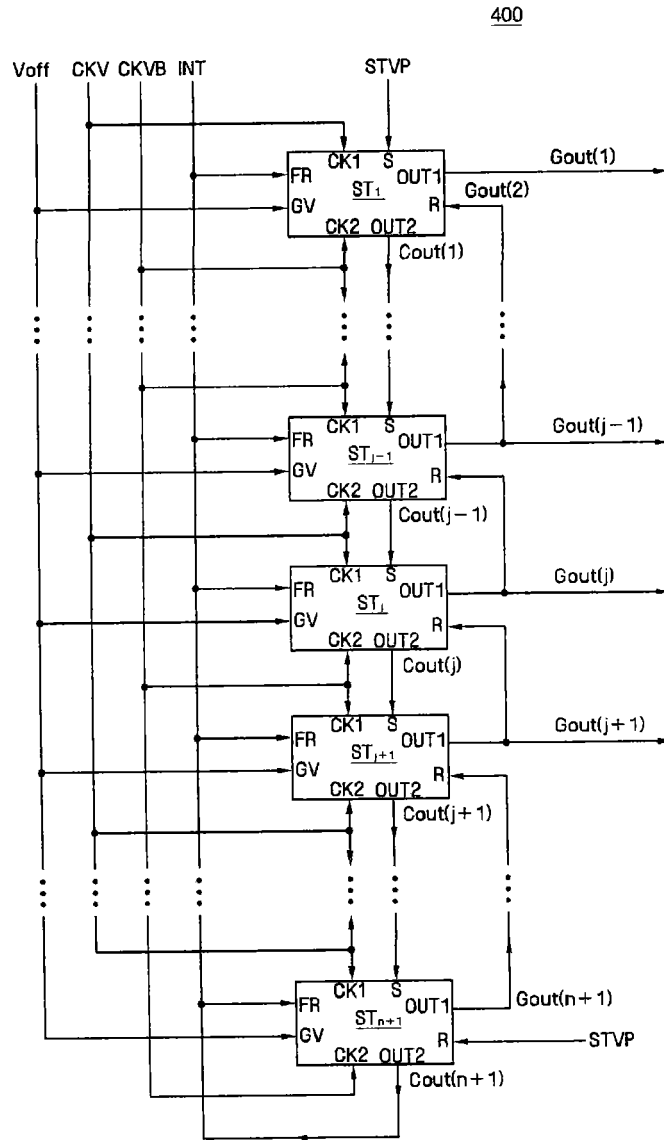 400
Voff CKV CKVB INT STVP
CK1 S
FR OUT1 Gout(1)
ST1
GV R Gout(2)
CK2 OUT2
Cout(1)
CK1 S
FR OUT1 Gout(j-1)
STj-1
GV R
CK2 OUT2
Cout(j-1)
CK1 S
FR OUT1 Gout(j)
STj
GV R
CK2 OUT2
Cout(j)
CK1 S
FR OUT1 Gout(j+1)
STj+1
GV R
CK2 OUT2
Cout(j+1)
CK1 S
FR OUT1 Gout(n+1)
STn+1
GV R STVP
CK2 OUT2
Cout(n+1)